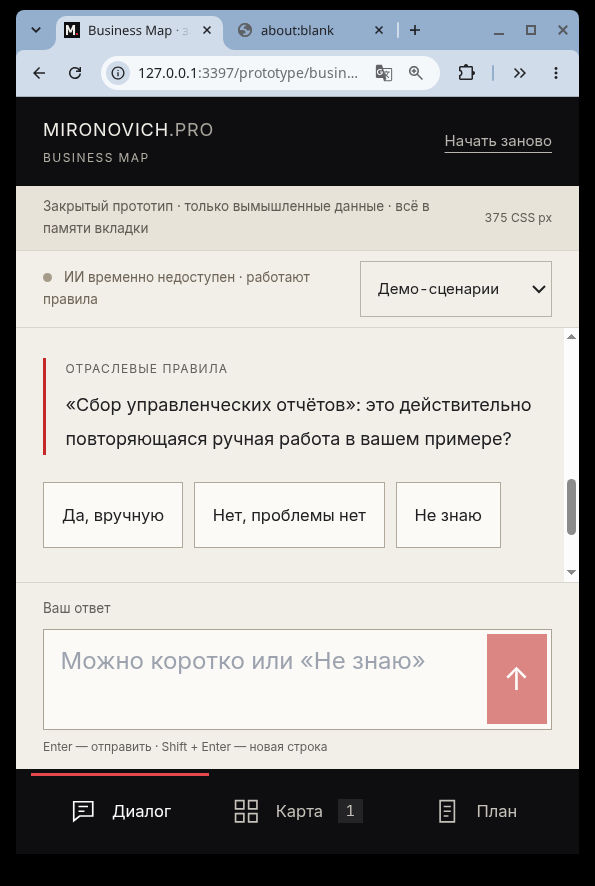 Business Map · з
about:blank
127.0.0.1:3397/prototype/busin...
MIRONOVICH.PRO
BUSINESS MAP
Начать заново
Закрытый прототип · только вымышленные данные · всё в
памяти вкладки
375 CSS px
ИИ временно недоступен · работают
правила
Демо-сценарии
ОТРАСЛЕВЫЕ ПРАВИЛА
«Сбор управленческих отчётов»: это действительно
повторяющаяся ручная работа в вашем примере?
Да, вручную
Нет, проблемы нет
Не знаю
Ваш ответ
Можно коротко или «Не знаю»
Enter — отправить · Shift + Enter — новая строка
Диалог
Карта 1
План